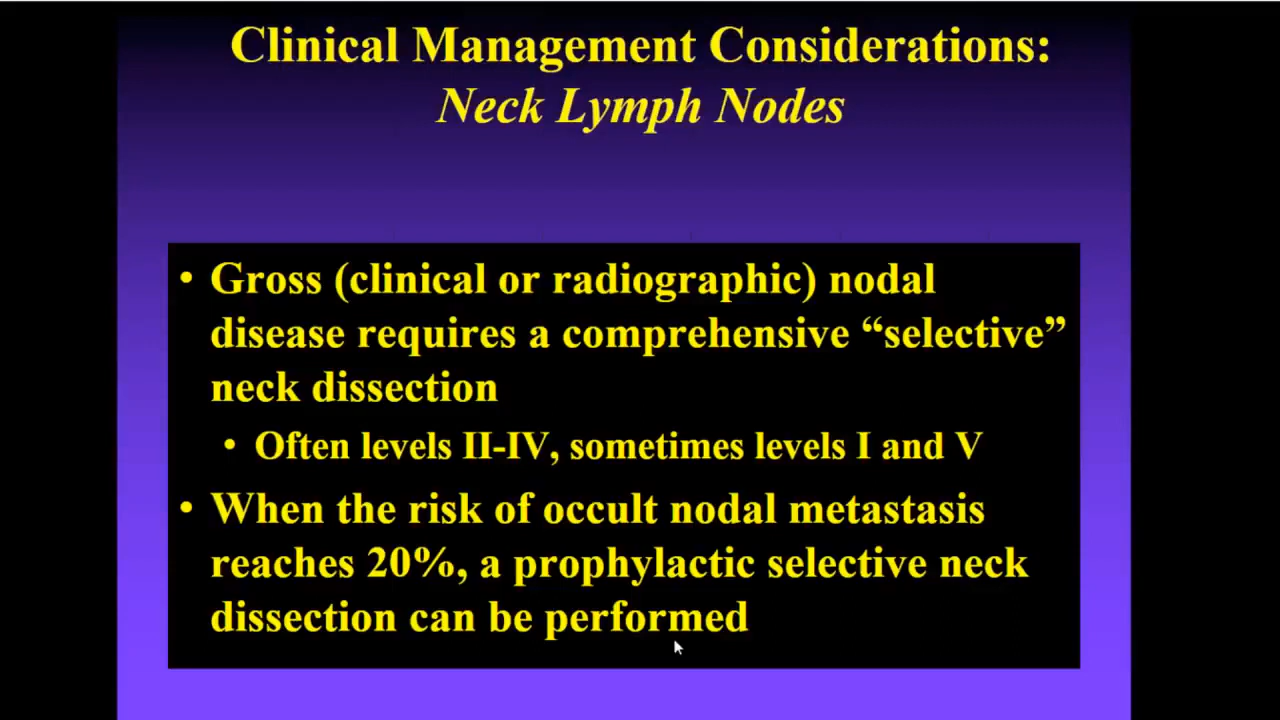 Clinical Management Considerations:
Neck Lymph Nodes
• Gross (clinical or radiographic) nodal
disease requires a comprehensive “selective”
neck dissection
• Often levels II-IV, sometimes levels I and V
• When the risk of occult nodal metastasis
reaches 20%, a prophylactic selective neck
dissection can be performed